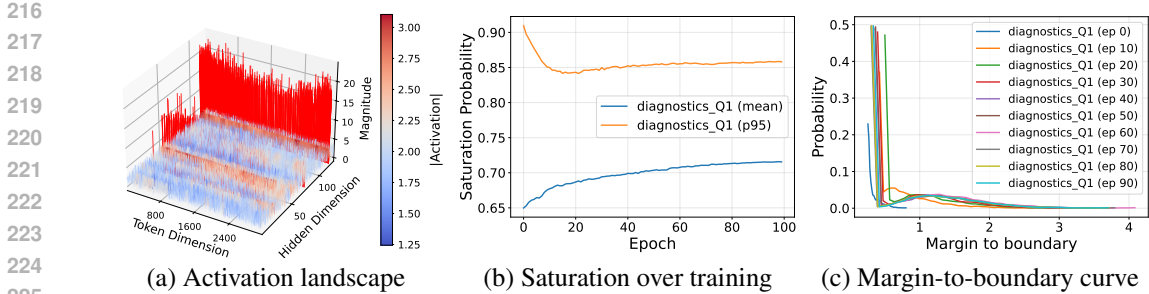 216
217
218
219
220
221
222
223
224
20
15
10
5
0
Magnitude
100
50
Hidden Dimension
800
1600
2400
Token Dimension
3.00
2.75
2.50
2.25
2.00
1.75
1.50
1.25
|Activation|
(a) Activation landscape
0.90
0.85
0.80
0.75
0.70
0.65
Saturation Probability
diagnostics_Q1 (mean)
diagnostics_Q1 (p95)
0 20 40 60 80 100
Epoch
(b) Saturation over training
0.5
0.4
0.3
0.2
0.1
0.0
Probability
diagnostics_Q1 (ep 0)
diagnostics_Q1 (ep 10)
diagnostics_Q1 (ep 20)
diagnostics_Q1 (ep 30)
diagnostics_Q1 (ep 40)
diagnostics_Q1 (ep 50)
diagnostics_Q1 (ep 60)
diagnostics_Q1 (ep 70)
diagnostics_Q1 (ep 80)
diagnostics_Q1 (ep 90)
1 2 3 4
Margin to boundary
(c) Margin-to-boundary curve